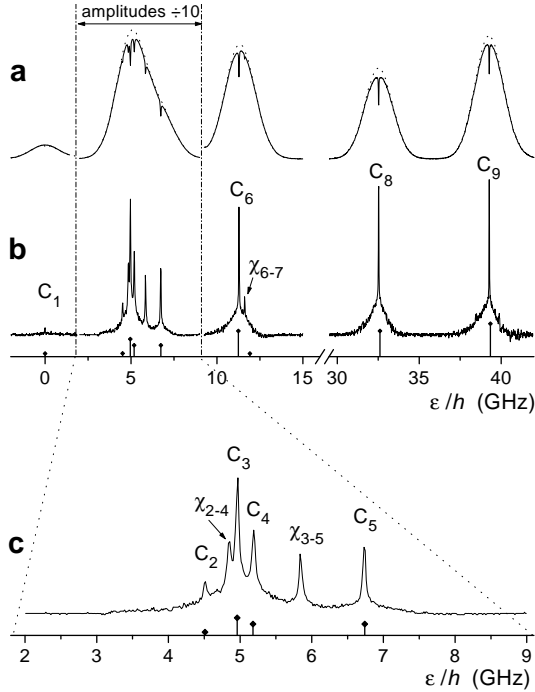 amplitudes ÷10
a
b
C1
C6
χ6-7
C8
C9
0 5 10 15 30 35 40
ε/h (GHz)
c
C2
χ2-4
C3
C4
χ3-5
C5
2 3 4 5 6 7 8 9
ε/h (GHz)